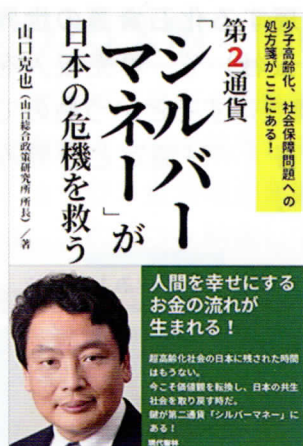 少子高齢化、社会保障問題への
処方箋がここにある！
第2通貨
「シルバー
マネー」が
日本の危機を救う
山口克也（山口総合政策研究所 所長）／著
人間を幸せにする
お金の流れが
生まれる！
超高齢化社会の日本に残された時間
はもうない。
今こそ価値観を転換し、日本の共生
社会を取り戻す時だ。
鍵が第二通貨「シルバーマネー」に
ある！
現代書林